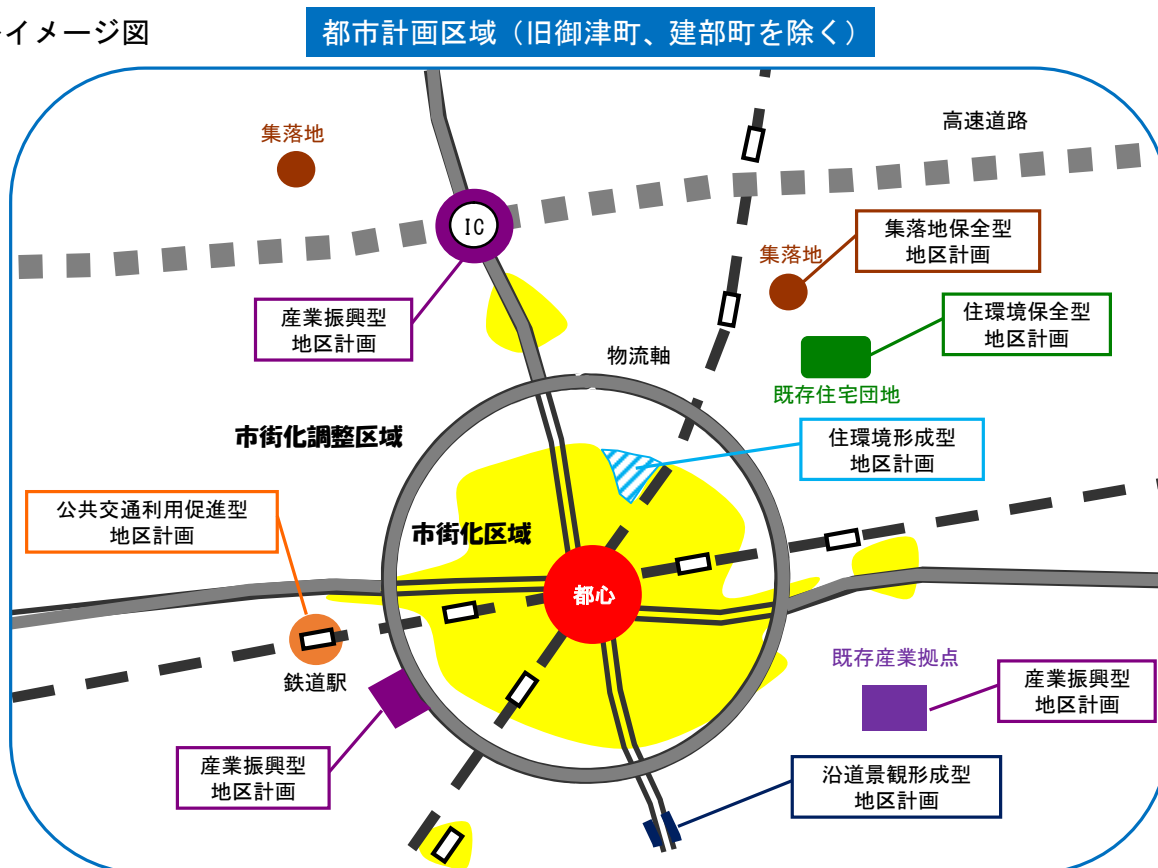 イメージ図
都市計画区域（旧御津町、建部町を除く）
集落地
高速道路
IC
集落地保全型
地区計画
集落地
産業振興型
地区計画
住環境保全型
地区計画
物流軸
既存住宅団地
市街化調整区域
住環境形成型
地区計画
公共交通利用促進型
地区計画
市街化区域
都心
鉄道駅
既存産業拠点
産業振興型
地区計画
産業振興型
地区計画
沿道景観形成型
地区計画